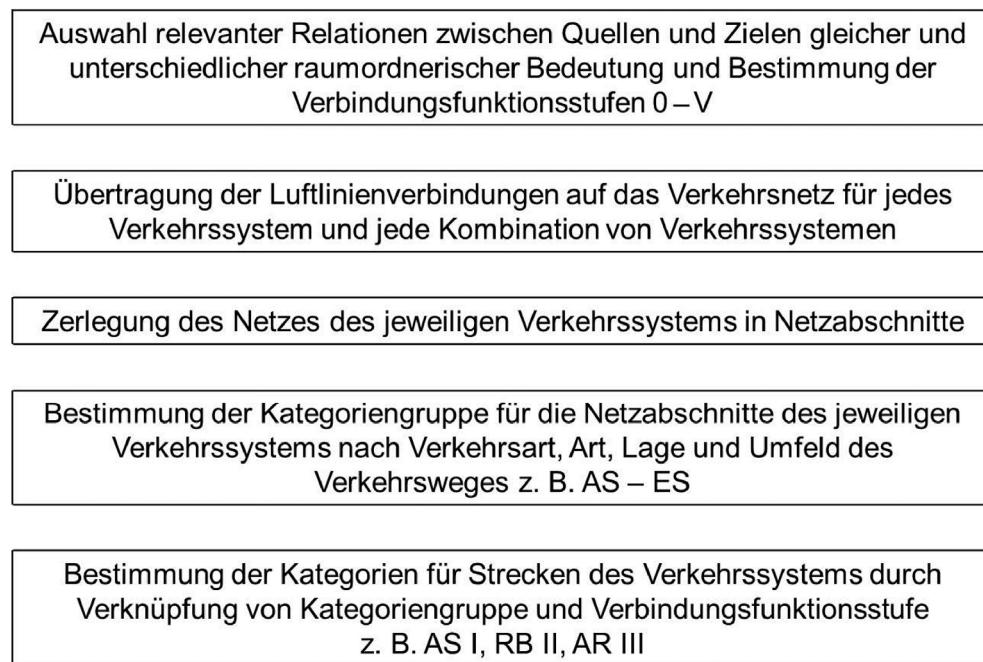 Auswahl relevanter Relationen zwischen Quellen und Zielen gleicher und
unterschiedlicher raumordnerischer Bedeutung und Bestimmung der
Verbindungsfunktionsstufen 0 – V
Übertragung der Luftlinienverbindungen auf das Verkehrsnetz für jedes
Verkehrssystem und jede Kombination von Verkehrssystemen
Zerlegung des Netzes des jeweiligen Verkehrssystems in Netzabschnitte
Bestimmung der Kategoriengruppe für die Netzabschnitte des jeweiligen
Verkehrssystems nach Verkehrsart, Art, Lage und Umfeld des
Verkehrsweges z. B. AS – ES
Bestimmung der Kategorien für Strecken des Verkehrssystems durch
Verknüpfung von Kategoriengruppe und Verbindungsfunktionsstufe
z. B. AS I, RB II, AR III